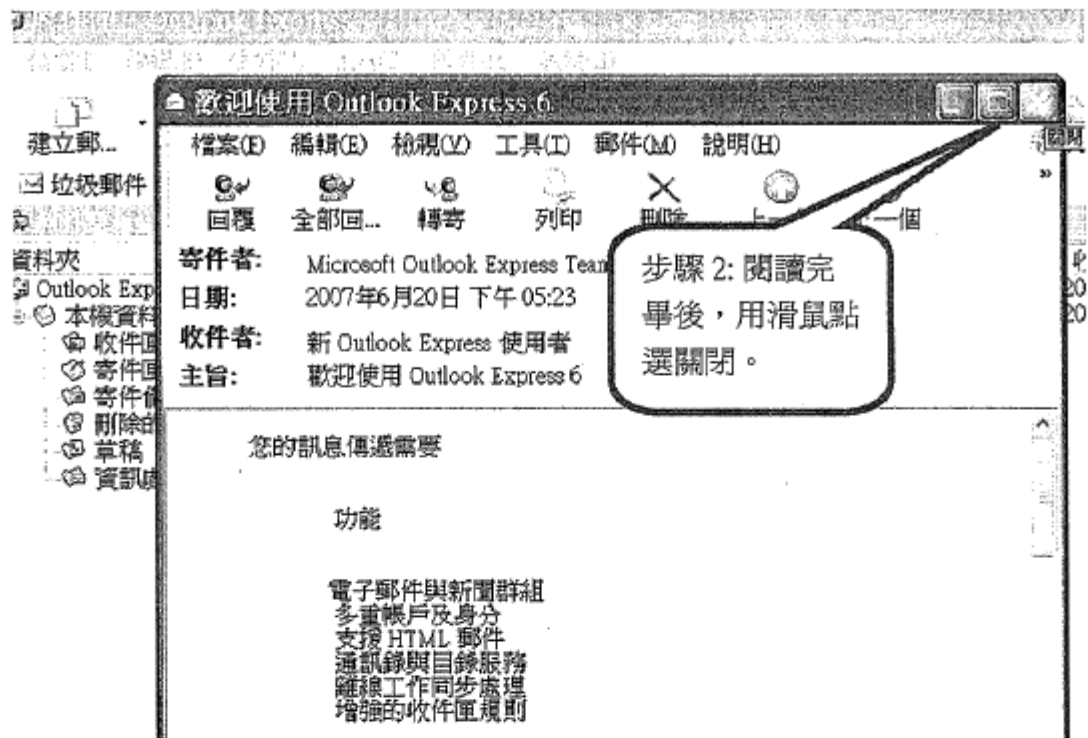 歡迎使用 Outlook Express 6
檔案(F) 編輯(E) 檢視(V) 工具(T) 郵件(M) 說明(H)
關閉
建立郵...
垃圾郵件
回覆 全部回... 轉寄 列印 刪除 上一 一個
寄件者: Microsoft Outlook Express Team
日期: 2007年6月20日 下午 05:23
收件者: 新 Outlook Express 使用者
主旨: 歡迎使用 Outlook Express 6
步驟 2: 閱讀完
畢後，用滑鼠點
選關閉。
資料夾
Outlook Exp
本機資料
收件匣
寄件匣
寄件備
刪除的
草稿
資訊處
您的訊息傳遞需要
功能
電子郵件與新聞群組
多重帳戶及身分
支援 HTML 郵件
通訊錄與目錄服務
離線工作同步處理
增強的收件匣規則